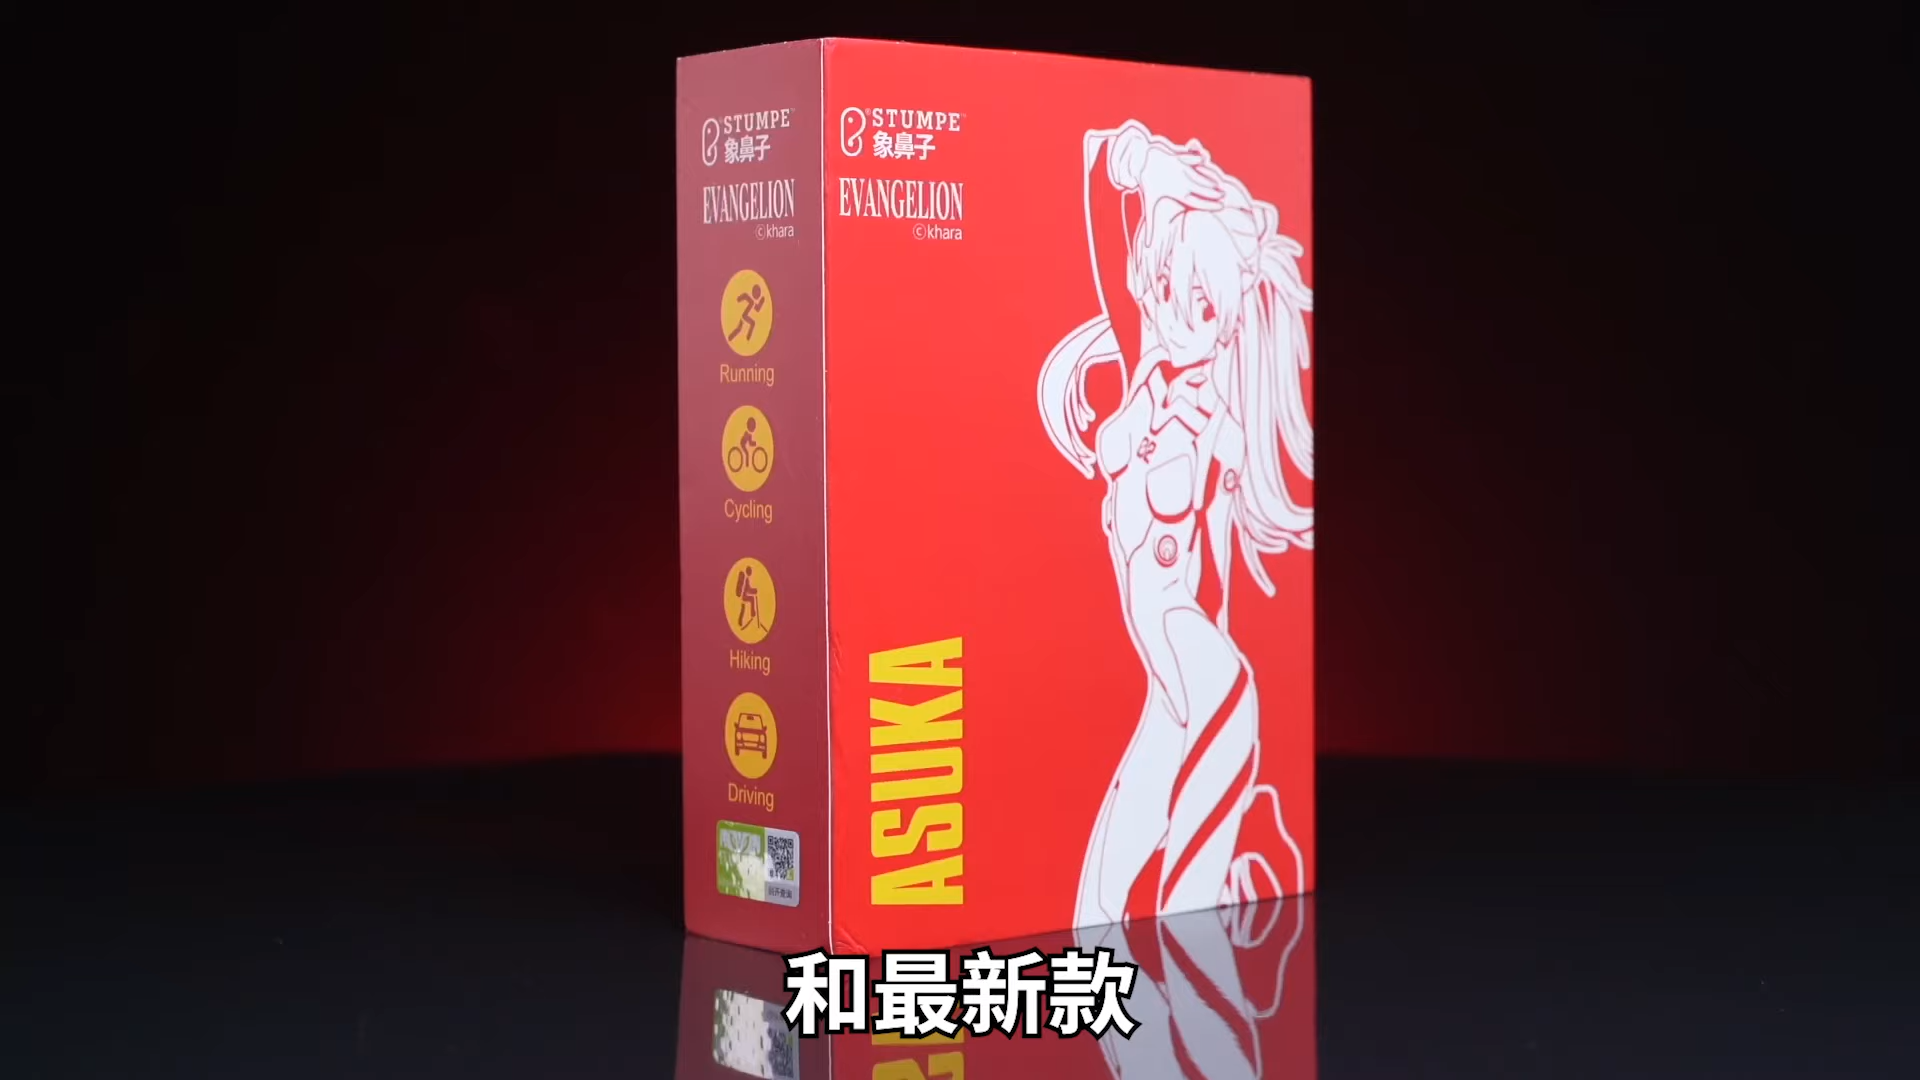 STUMPE
象鼻子
EVANGELION
©khara
Running
Cycling
Hiking
Driving
STUMPE
象鼻子
EVANGELION
©khara
ASUKA
和最新款